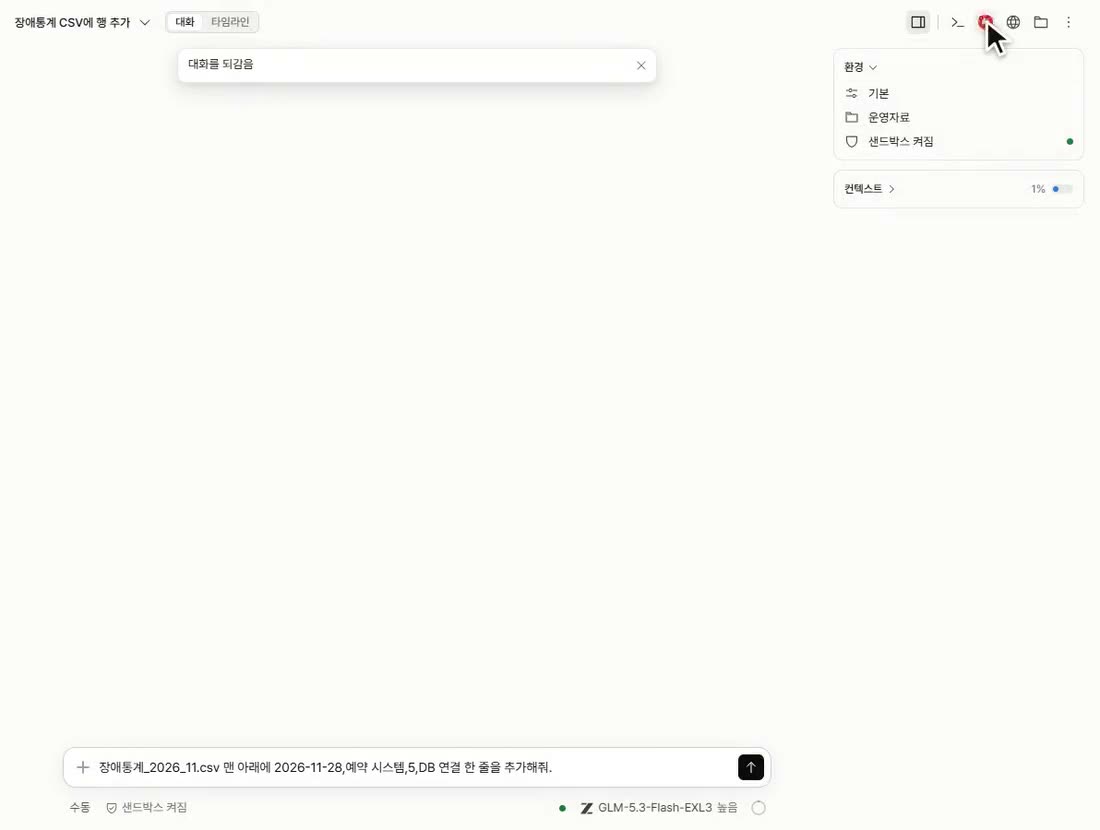 장애통계 CSV에 행 추가
대화 타임라인
대화를 되감음
환경
기본
운영자료
샌드박스 켜짐
컨텍스트 1%
장애통계_2026_11.csv 맨 아래에 2026-11-28,예약 시스템,5,DB 연결 한 줄을 추가해줘.
수동 샌드박스 켜짐 GLM-5.3-Flash-EXL3 높음